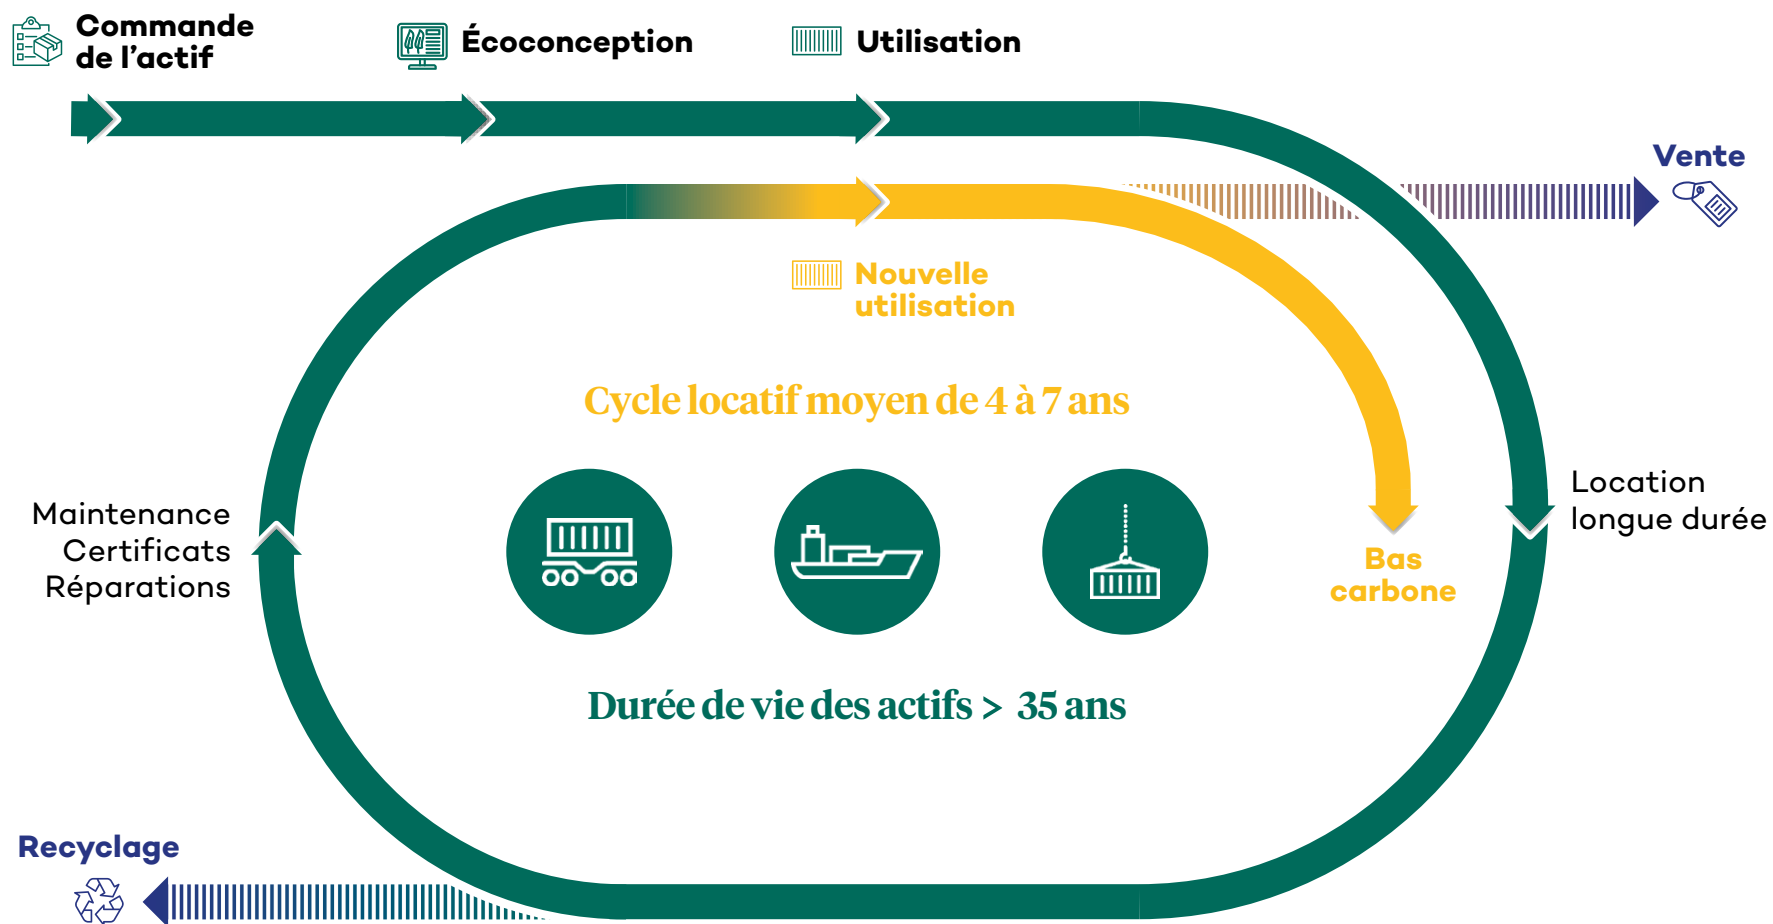 Commande
de l'actif
Écoconception
Utilisation
Vente
Nouvelle
utilisation
Cycle locatif moyen de 4 à 7 ans
Location
longue durée
Maintenance
Certificats
Réparations
Bas
carbone
Durée de vie des actifs > 35 ans
Recyclage